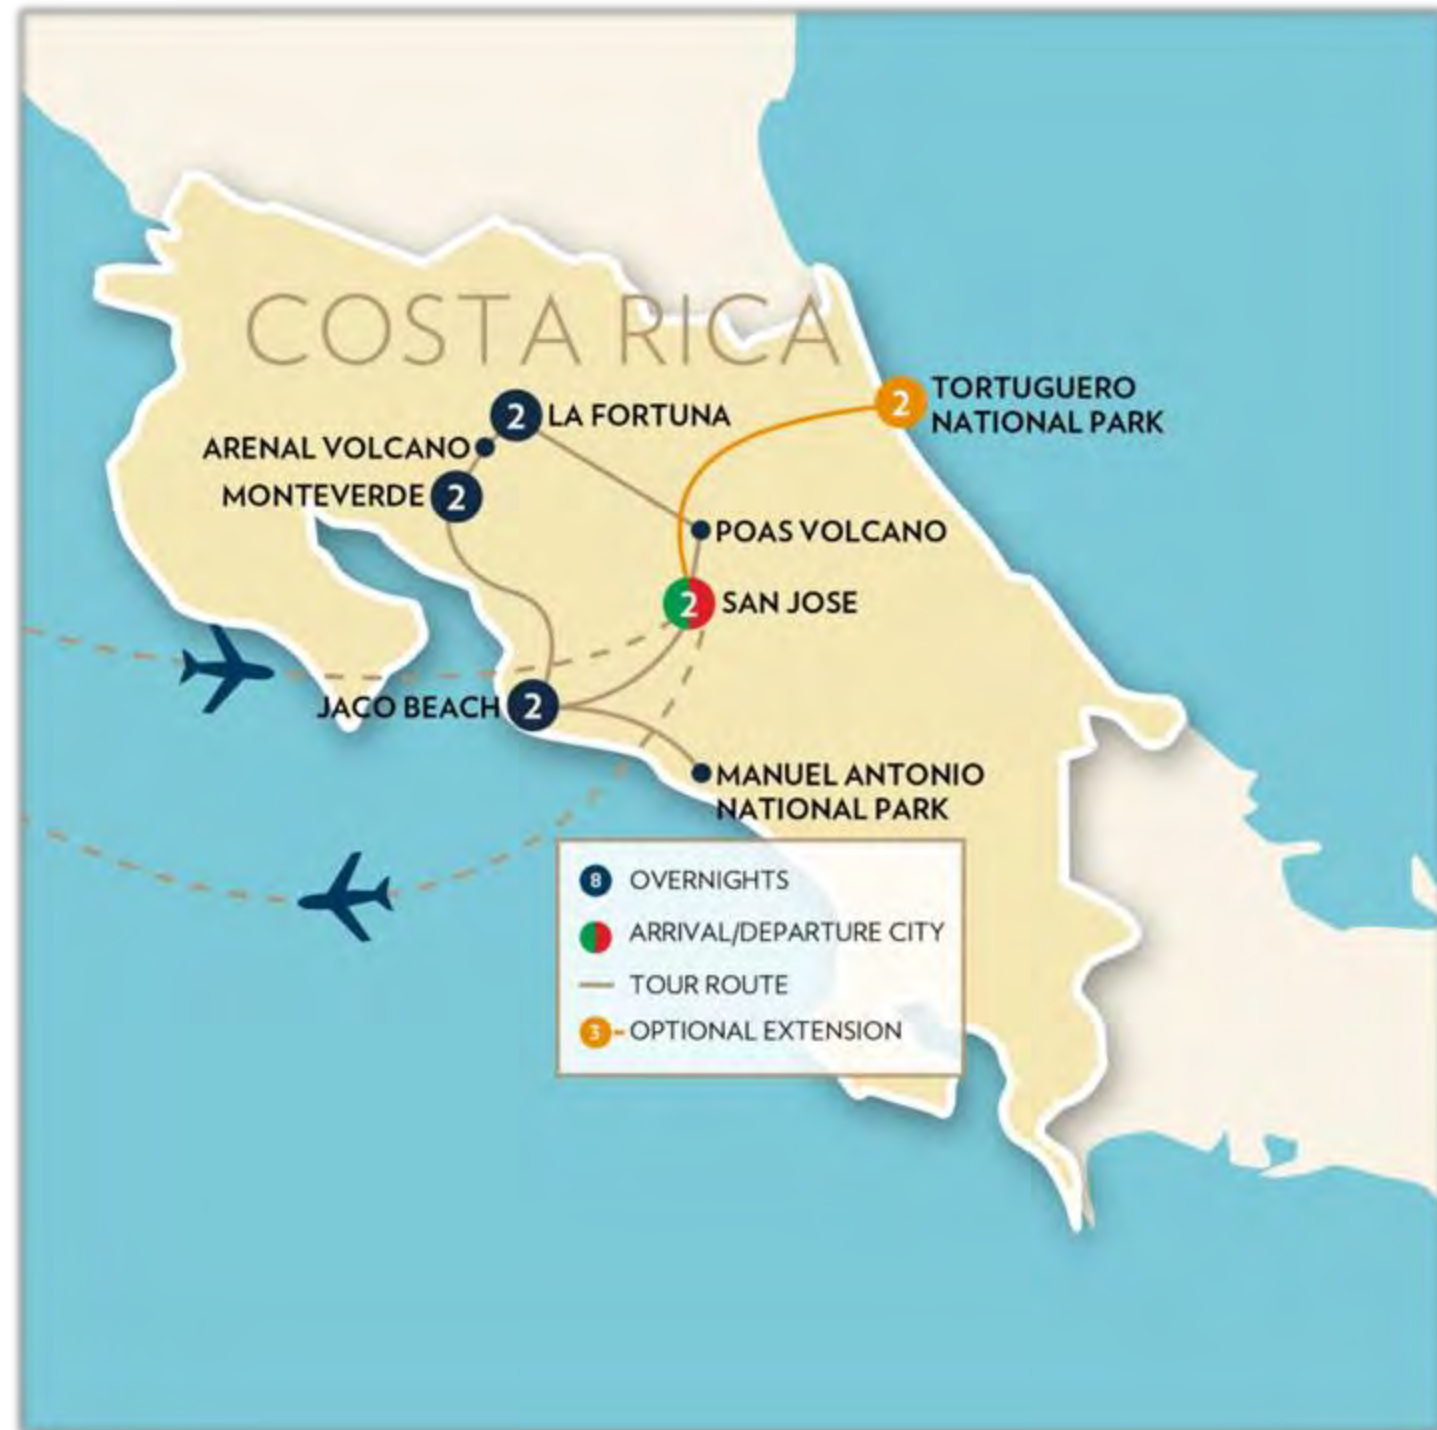 COSTA RICA
2 LA FORTUNA
ARENAL VOLCANO
MONTEVERDE 2
2 TORTUGUERO
NATIONAL PARK
POAS VOLCANO
2 SAN JOSE
JACO BEACH 2
MANUEL ANTONIO
NATIONAL PARK
8 OVERNIGHTS
ARRIVAL/DEPARTURE CITY
TOUR ROUTE
3 - OPTIONAL EXTENSION